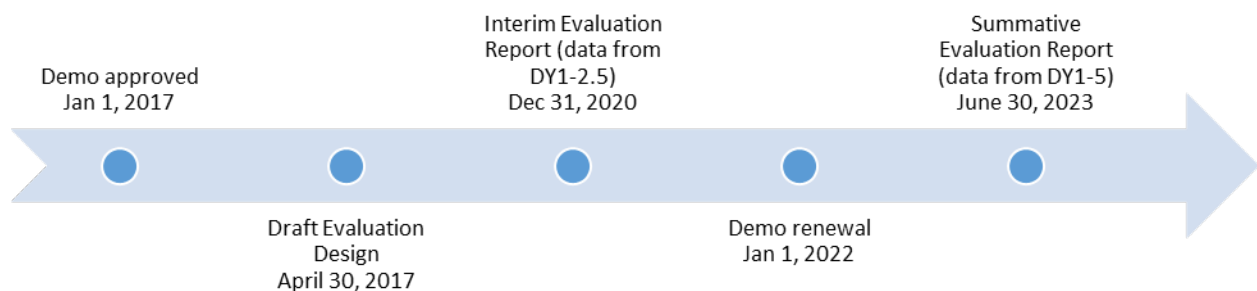 Demo approved
Jan 1, 2017
Draft Evaluation
Design
April 30, 2017
Interim Evaluation
Report (data from
DY1-2.5)
Dec 31, 2020
Demo renewal
Jan 1, 2022
Summative
Evaluation Report
(data from DY1-5)
June 30, 2023